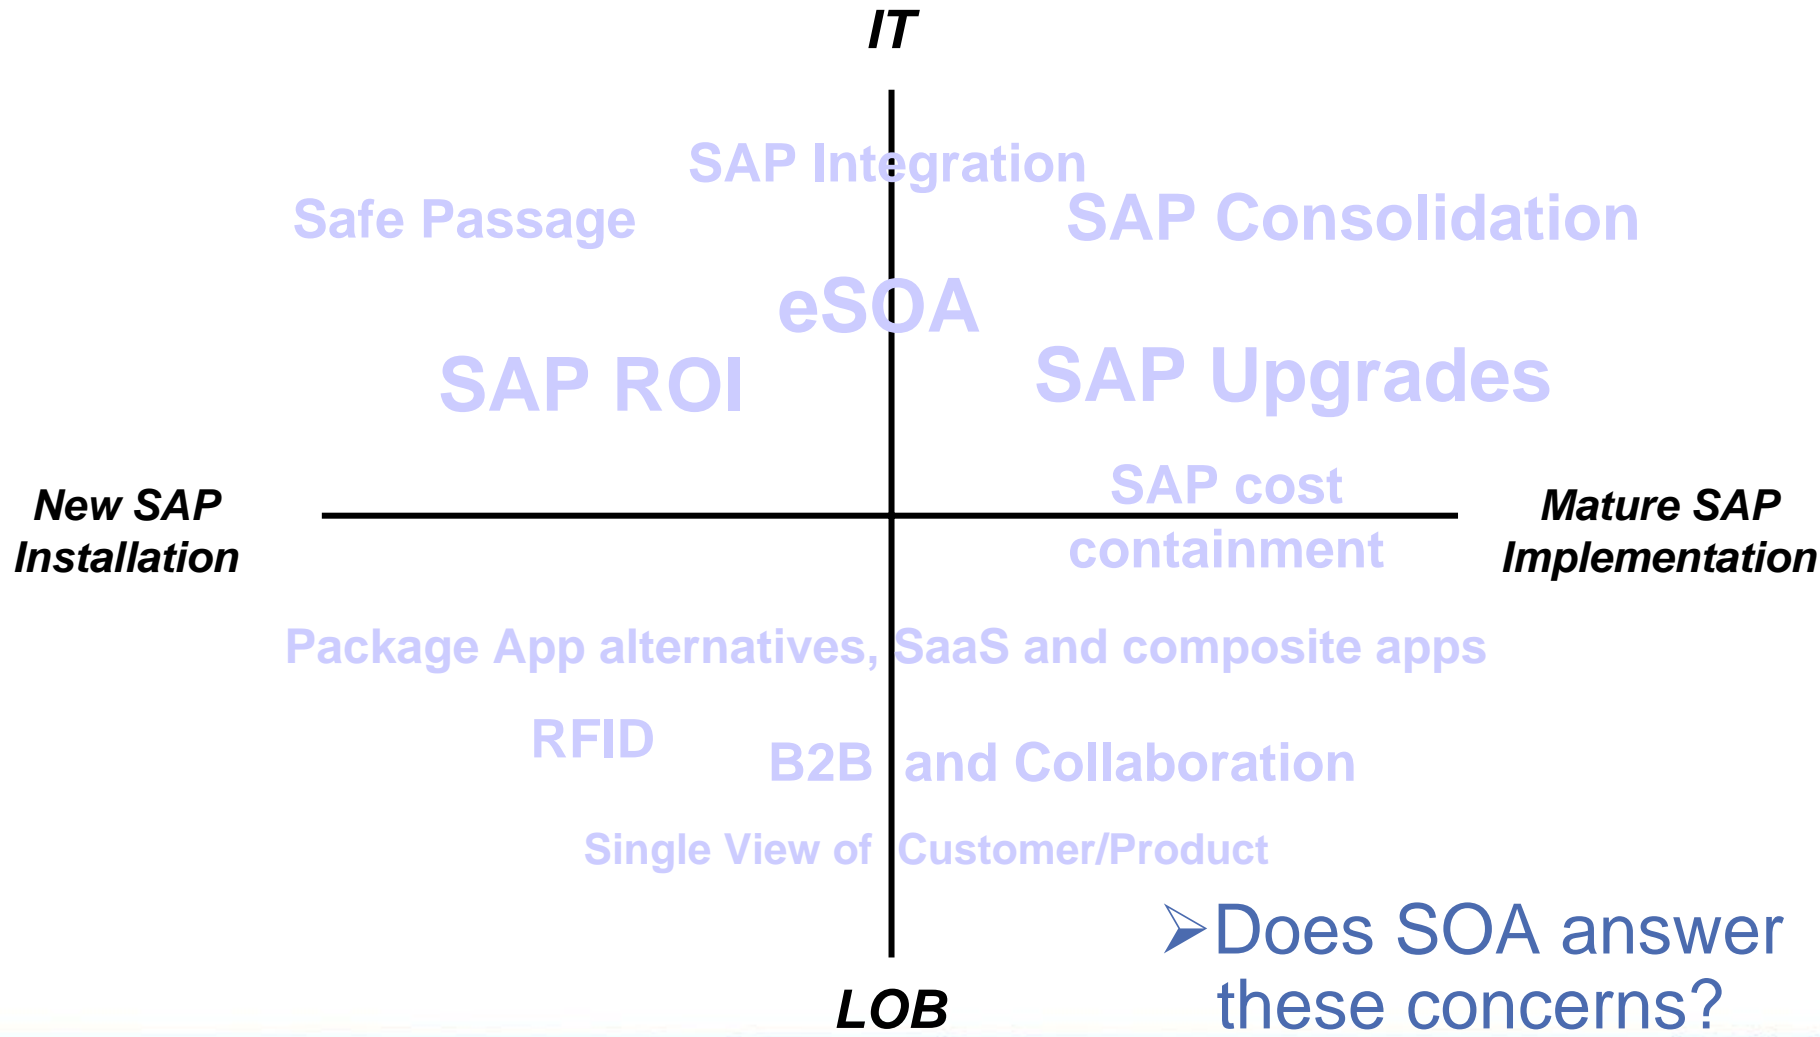 IT
SAP Integration
Safe Passage
SAP Consolidation
eSOA
SAP ROI
SAP Upgrades
SAP cost
containment
New SAP
Installation
Mature SAP
Implementation
Package App alternatives, SaaS and composite apps
RFID
B2B and Collaboration
Single View of Customer/Product
➢Does SOA answer
these concerns?
LOB